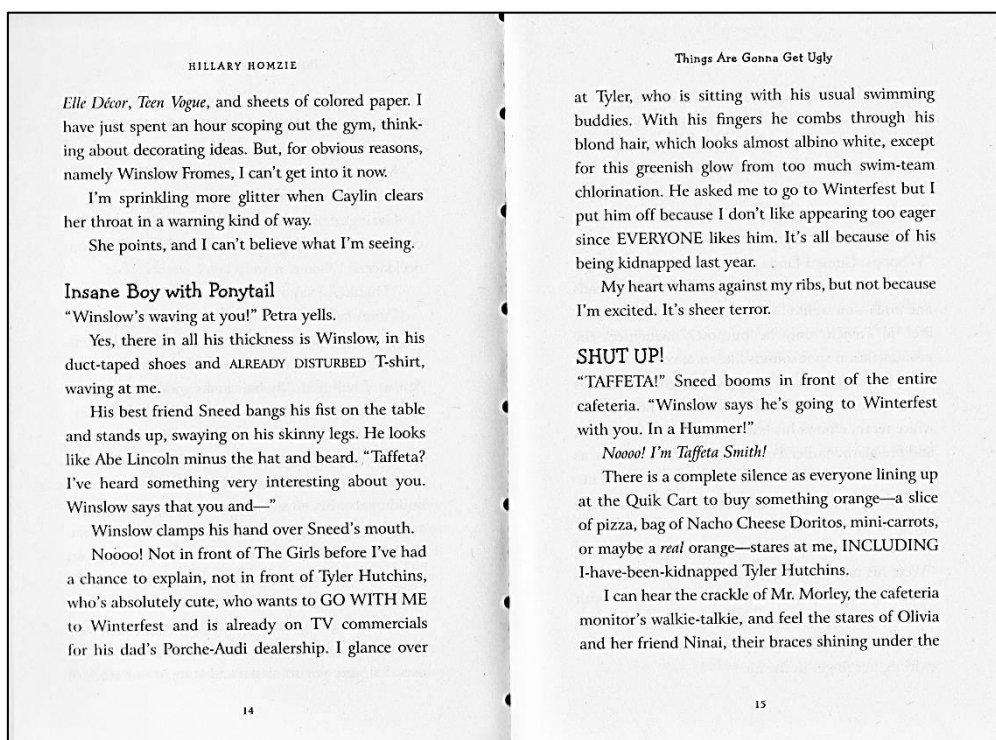 HILLARY HOMZIE
Elle Décor, Teen Vogue, and sheets of colored paper. I
have just spent an hour scoping out the gym, think-
ing about decorating ideas. But, for obvious reasons,
namely Winslow Fromes, I can't get into it now.
I'm sprinkling more glitter when Caylin clears
her throat in a warning kind of way.
She points, and I can't believe what I'm seeing.
Insane Boy with Ponytail
"Winslow's waving at you!" Petra yells.
Yes, there in all his thickness is Winslow, in his
duct-taped shoes and ALREADY DISTURBED T-shirt,
waving at me.
His best friend Sneed bangs his fist on the table
and stands up, swaying on his skinny legs. He looks
like Abe Lincoln minus the hat and beard. "Taffeta?
I've heard something very interesting about you.
Winslow says that you and—"
Winslow clamps his hand over Sneed's mouth.
Noooo! Not in front of The Girls before I've had
a chance to explain, not in front of Tyler Hutchins,
who's absolutely cute, who wants to GO WITH ME
to Winterfest and is already on TV commercials
for his dad's Porche-Audi dealership. I glance over
14
Things Are Gonna Get Ugly
at Tyler, who is sitting with his usual swimming
buddies. With his fingers he combs through his
blond hair, which looks almost albino white, except
for this greenish glow from too much swim-team
chlorination. He asked me to go to Winterfest but I
put him off because I don't like appearing too eager
since EVERYONE likes him. It's all because of his
being kidnapped last year.
My heart whams against my ribs, but not because
I'm excited. It's sheer terror.
SHUT UP!
"TAFFETA!" Sneed booms in front of the entire
cafeteria. "Winslow says he's going to Winterfest
with you. In a Hummer!"
Noooo! I'm Taffeta Smith!
There is a complete silence as everyone lining up
at the Quik Cart to buy something orange—a slice
of pizza, bag of Nacho Cheese Doritos, mini-carrots,
or maybe a real orange—stares at me, INCLUDING
I-have-been-kidnapped Tyler Hutchins.
I can hear the crackle of Mr. Morley, the cafeteria
monitor's walkie-talkie, and feel the stares of Olivia
and her friend Ninai, their braces shining under the
15